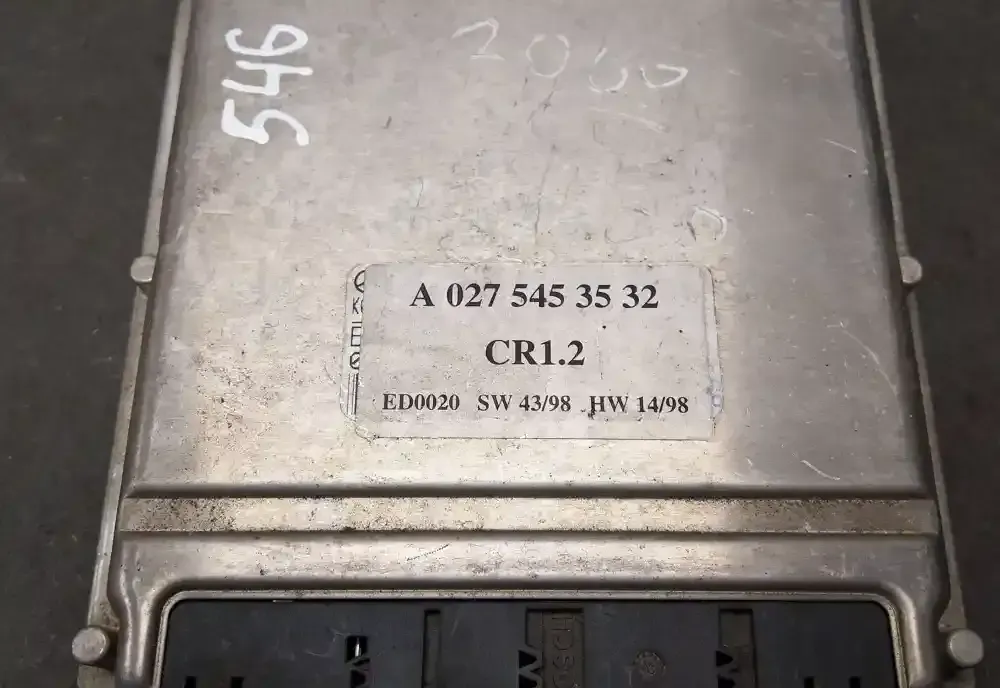 546
2000
A 027 545 35 32
CR1.2
ED0020 SW 43/98 HW 14/98